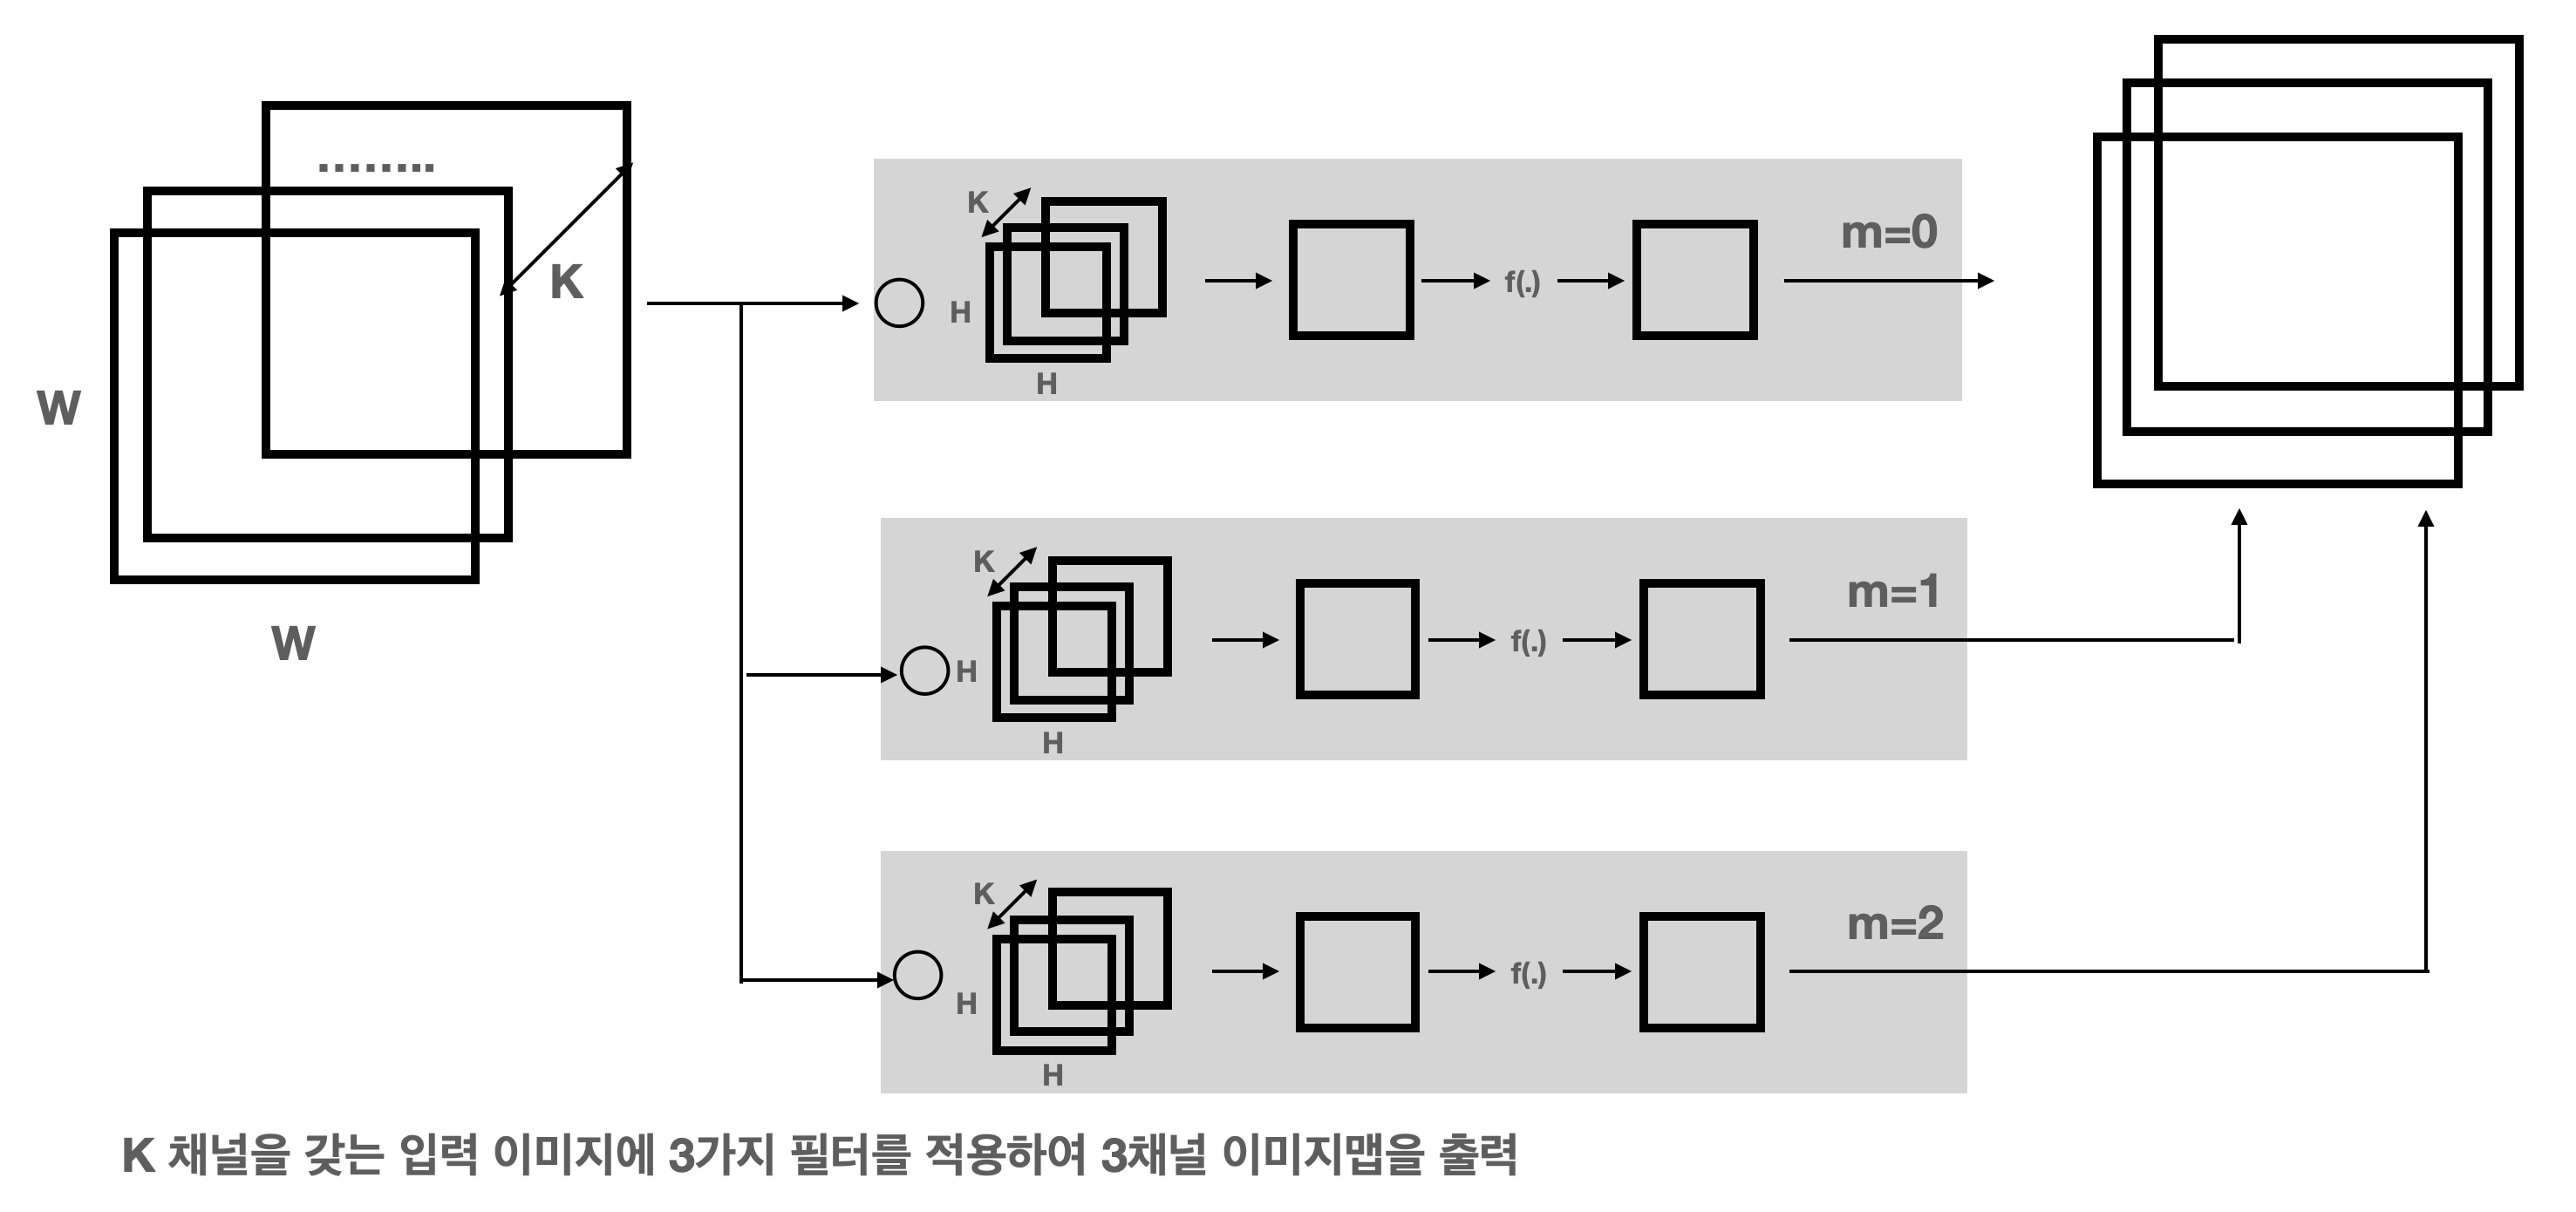 ........
K
W
W
K
H
H
f(.)
m=0
K
H
H
f(.)
m=1
K
H
H
f(.)
m=2
K 채널을 갖는 입력 이미지에 3가지 필터를 적용하여 3채널 이미지맵을 출력